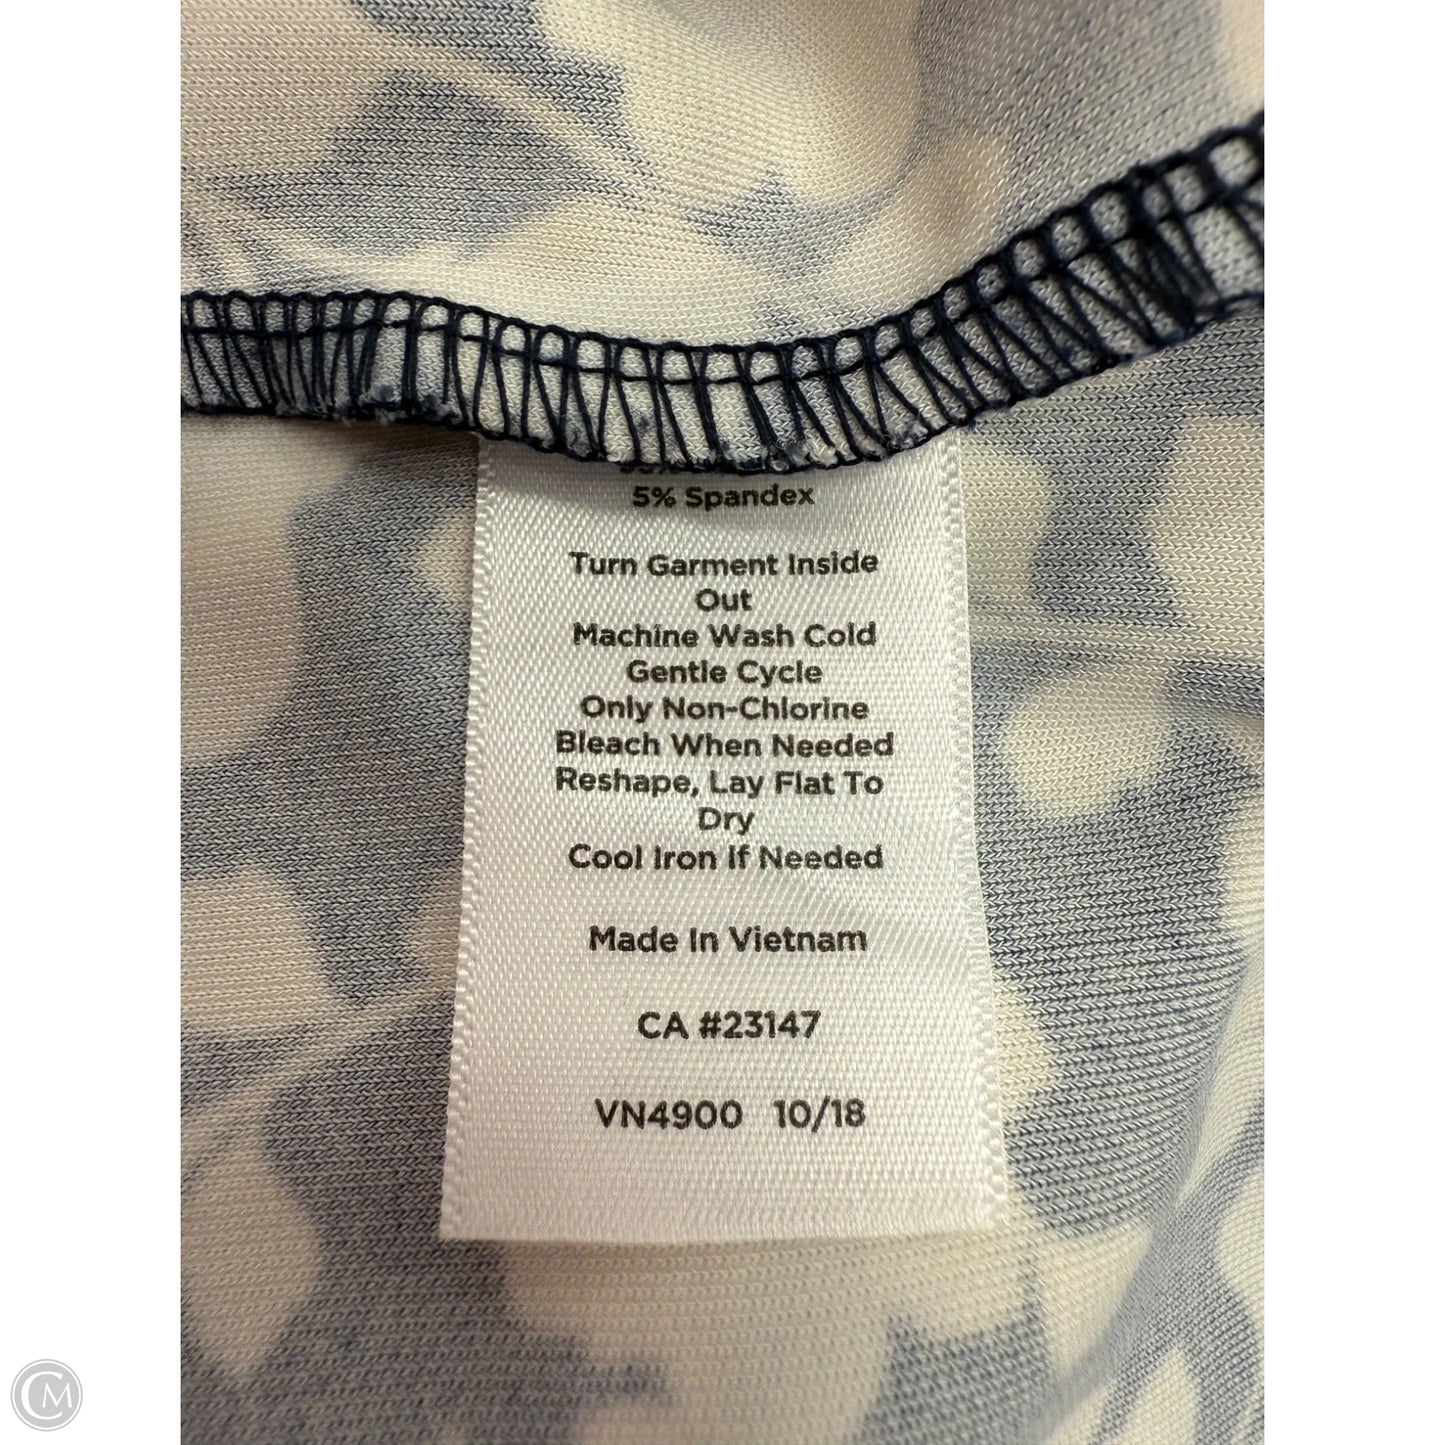 5% Spandex
Turn Garment Inside
Out
Machine Wash Cold
Gentle Cycle
Only Non-Chlorine
Bleach When Needed
Reshape, Lay Flat To
Dry
Cool Iron If Needed
Made In Vietnam
CA #23147
VN4900 10/18
CM